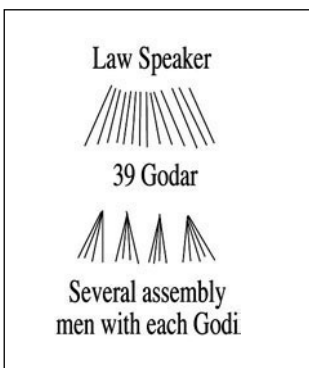 Law Speaker
39 Godar
Several assembly
men with each Godi.